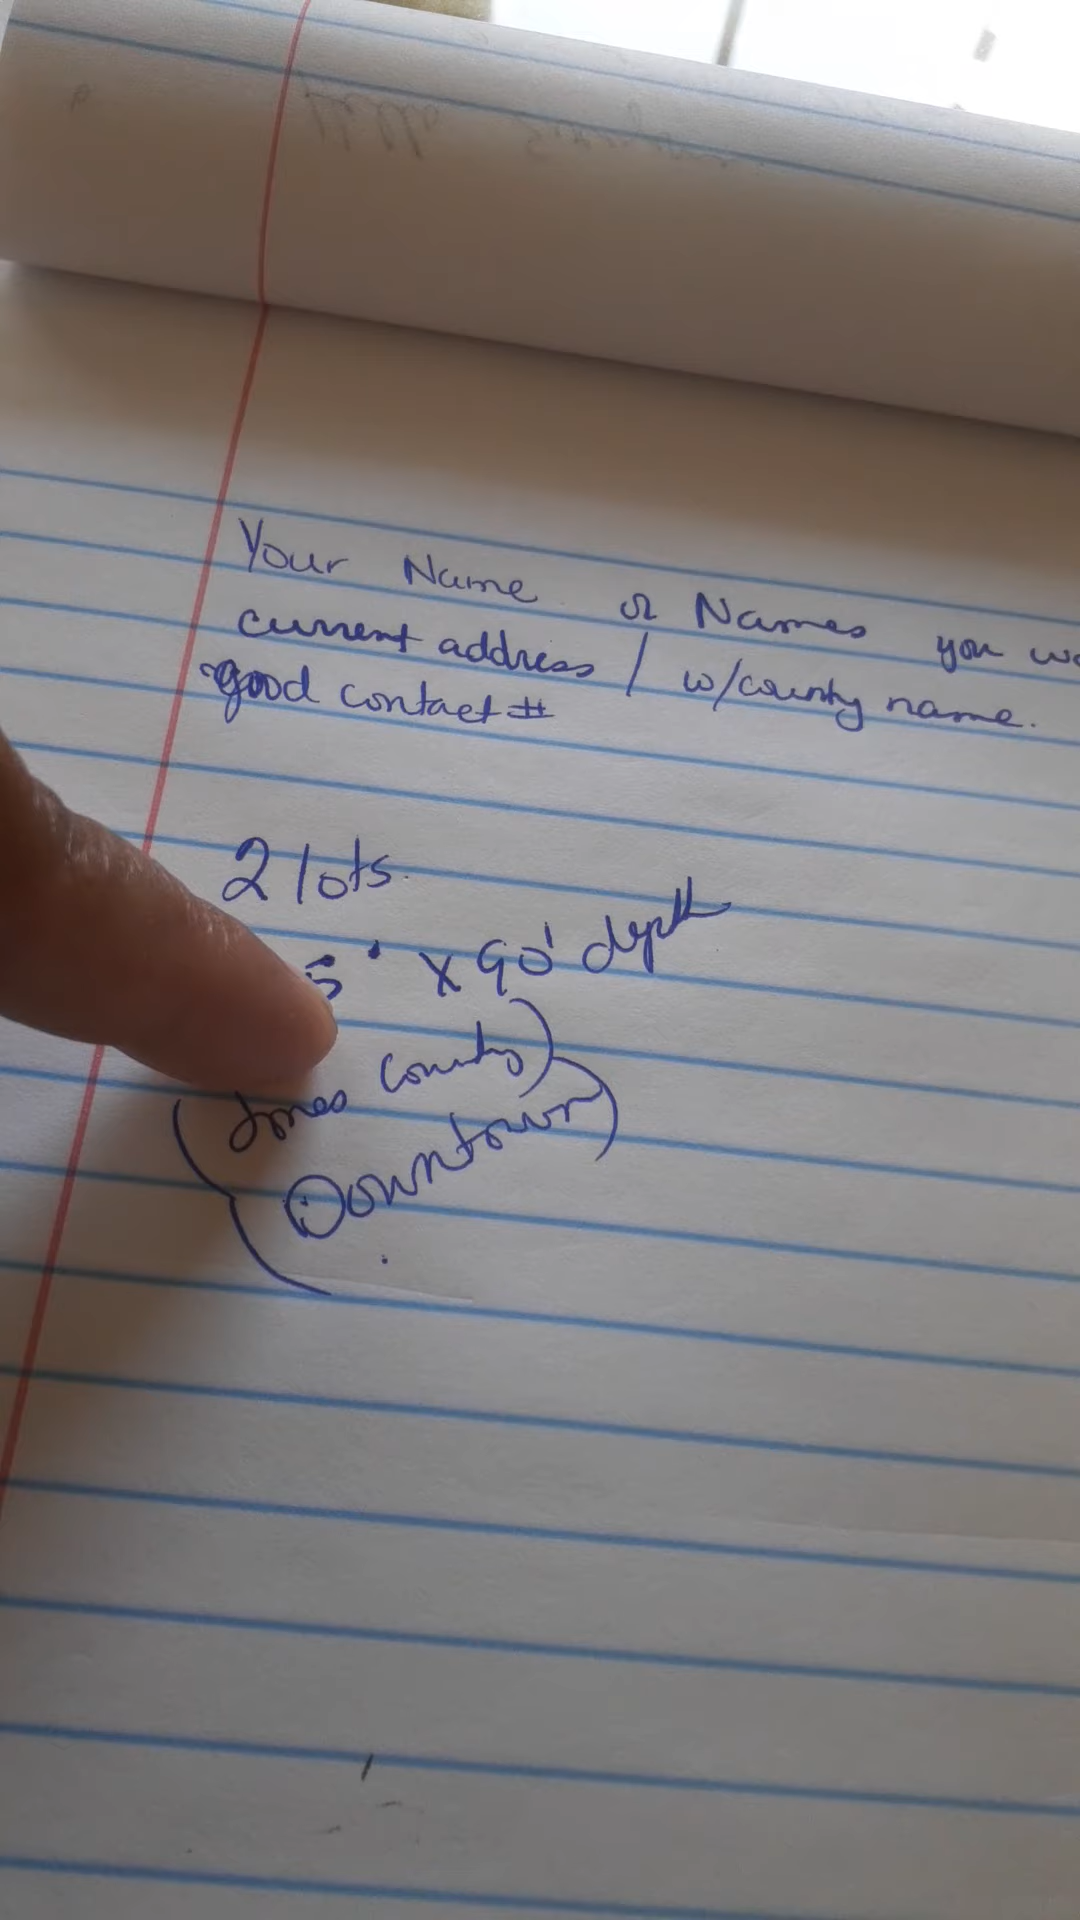 Your Name or Names you
current address / w/county name.
good contact #
2 lots.
5' x 90' depth
(Jones County)
Downtown)